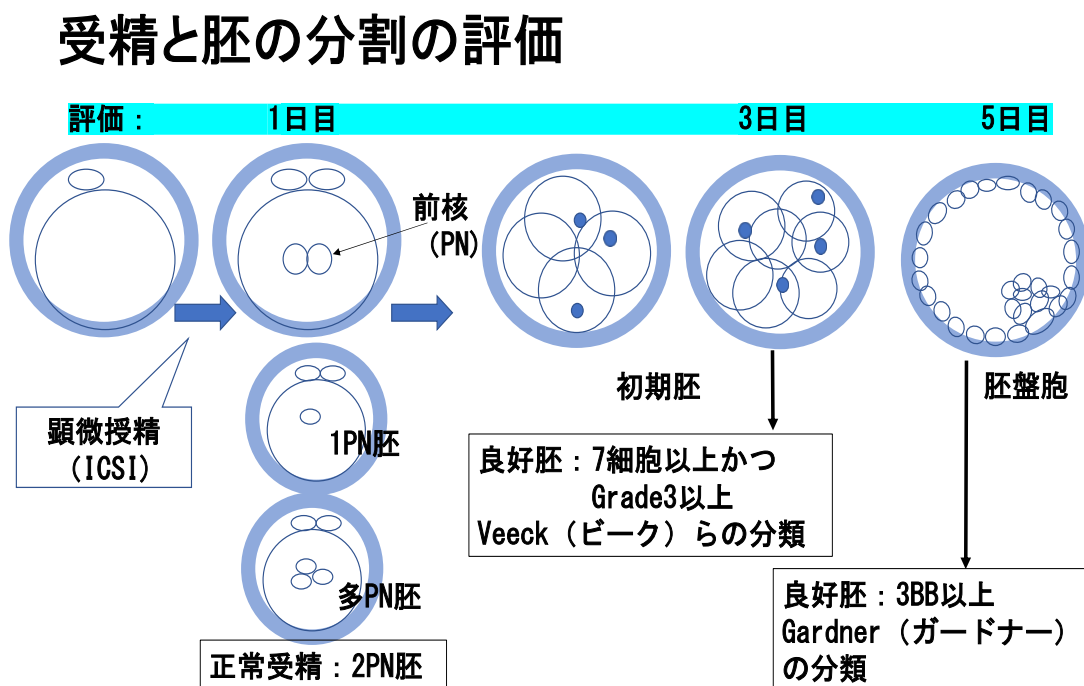 受精と胚の分割の評価
評価： 1日目 3日目 5日目
前核
(PN)
顕微授精
(ICSI)
1PN胚
多PN胚
正常受精：2PN胚
初期胚
良好胚：7細胞以上かつ
Grade3以上
Veeck（ビーク）らの分類
胚盤胞
良好胚：3BB以上
Gardner（ガードナー）
の分類